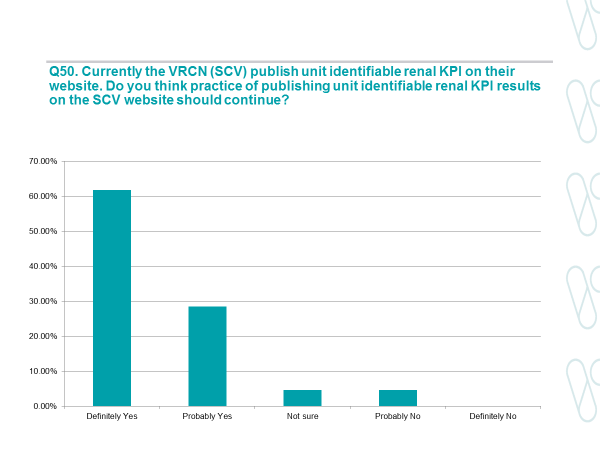 Q50. Currently the VRCN (SCV) publish unit identifiable renal KPI on their
website. Do you think practice of publishing unit identifiable renal KPI results
on the SCV website should continue?
70.00%
60.00%
50.00%
40.00%
30.00%
20.00%
10.00%
0.00%
Definitely Yes
Probably Yes
Not sure
Probably No
Definitely No